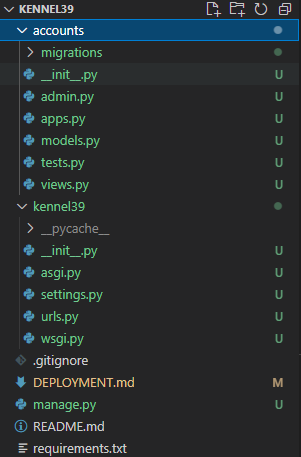 KENNEL39
accounts
migrations
__init__.py U
admin.py U
apps.py U
models.py U
tests.py U
views.py U
kennel39
__pycache__
__init__.py U
asgi.py U
settings.py U
urls.py U
wsgi.py U
.gitignore
DEPLOYMENT.md M
manage.py U
README.md
requirements.txt